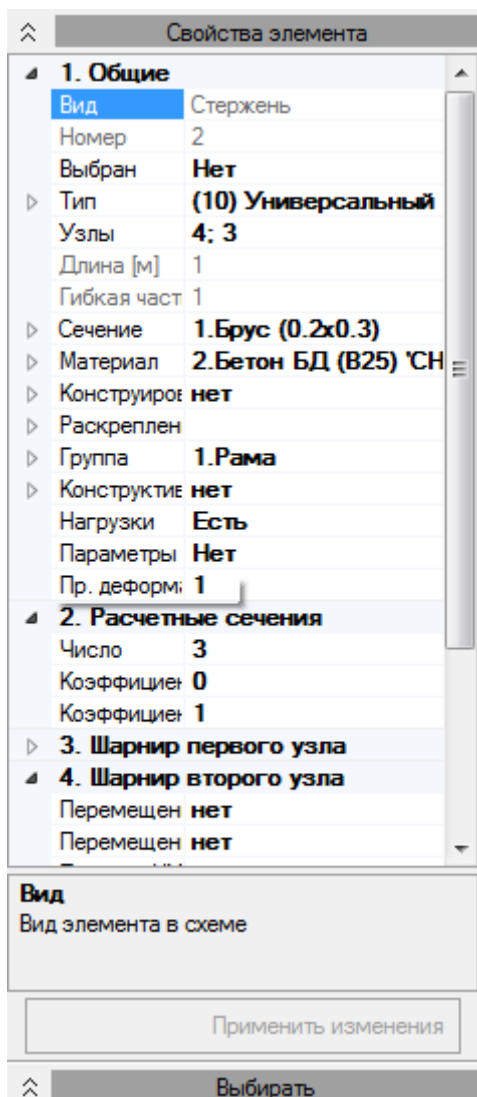 Свойства элемента
1. Общие
Вид Стержень
Номер 2
Выбран Нет
Тип (10) Универсальный
Узлы 4; 3
Длина [м] 1
Гибкая част 1
Сечение 1.Брус (0.2x0.3)
Материал 2.Бетон БД (B25) 'СН
Конструиров нет
Раскреплен
Группа 1.Рама
Конструктив нет
Нагрузки Есть
Параметры Нет
Пр. деформа 1
2. Расчетные сечения
Число 3
Коэффициен 0
Коэффициен 1
3. Шарнир первого узла
4. Шарнир второго узла
Перемещен нет
Перемещен нет
Вид
Вид элемента в схеме
Применить изменения
Выбирать